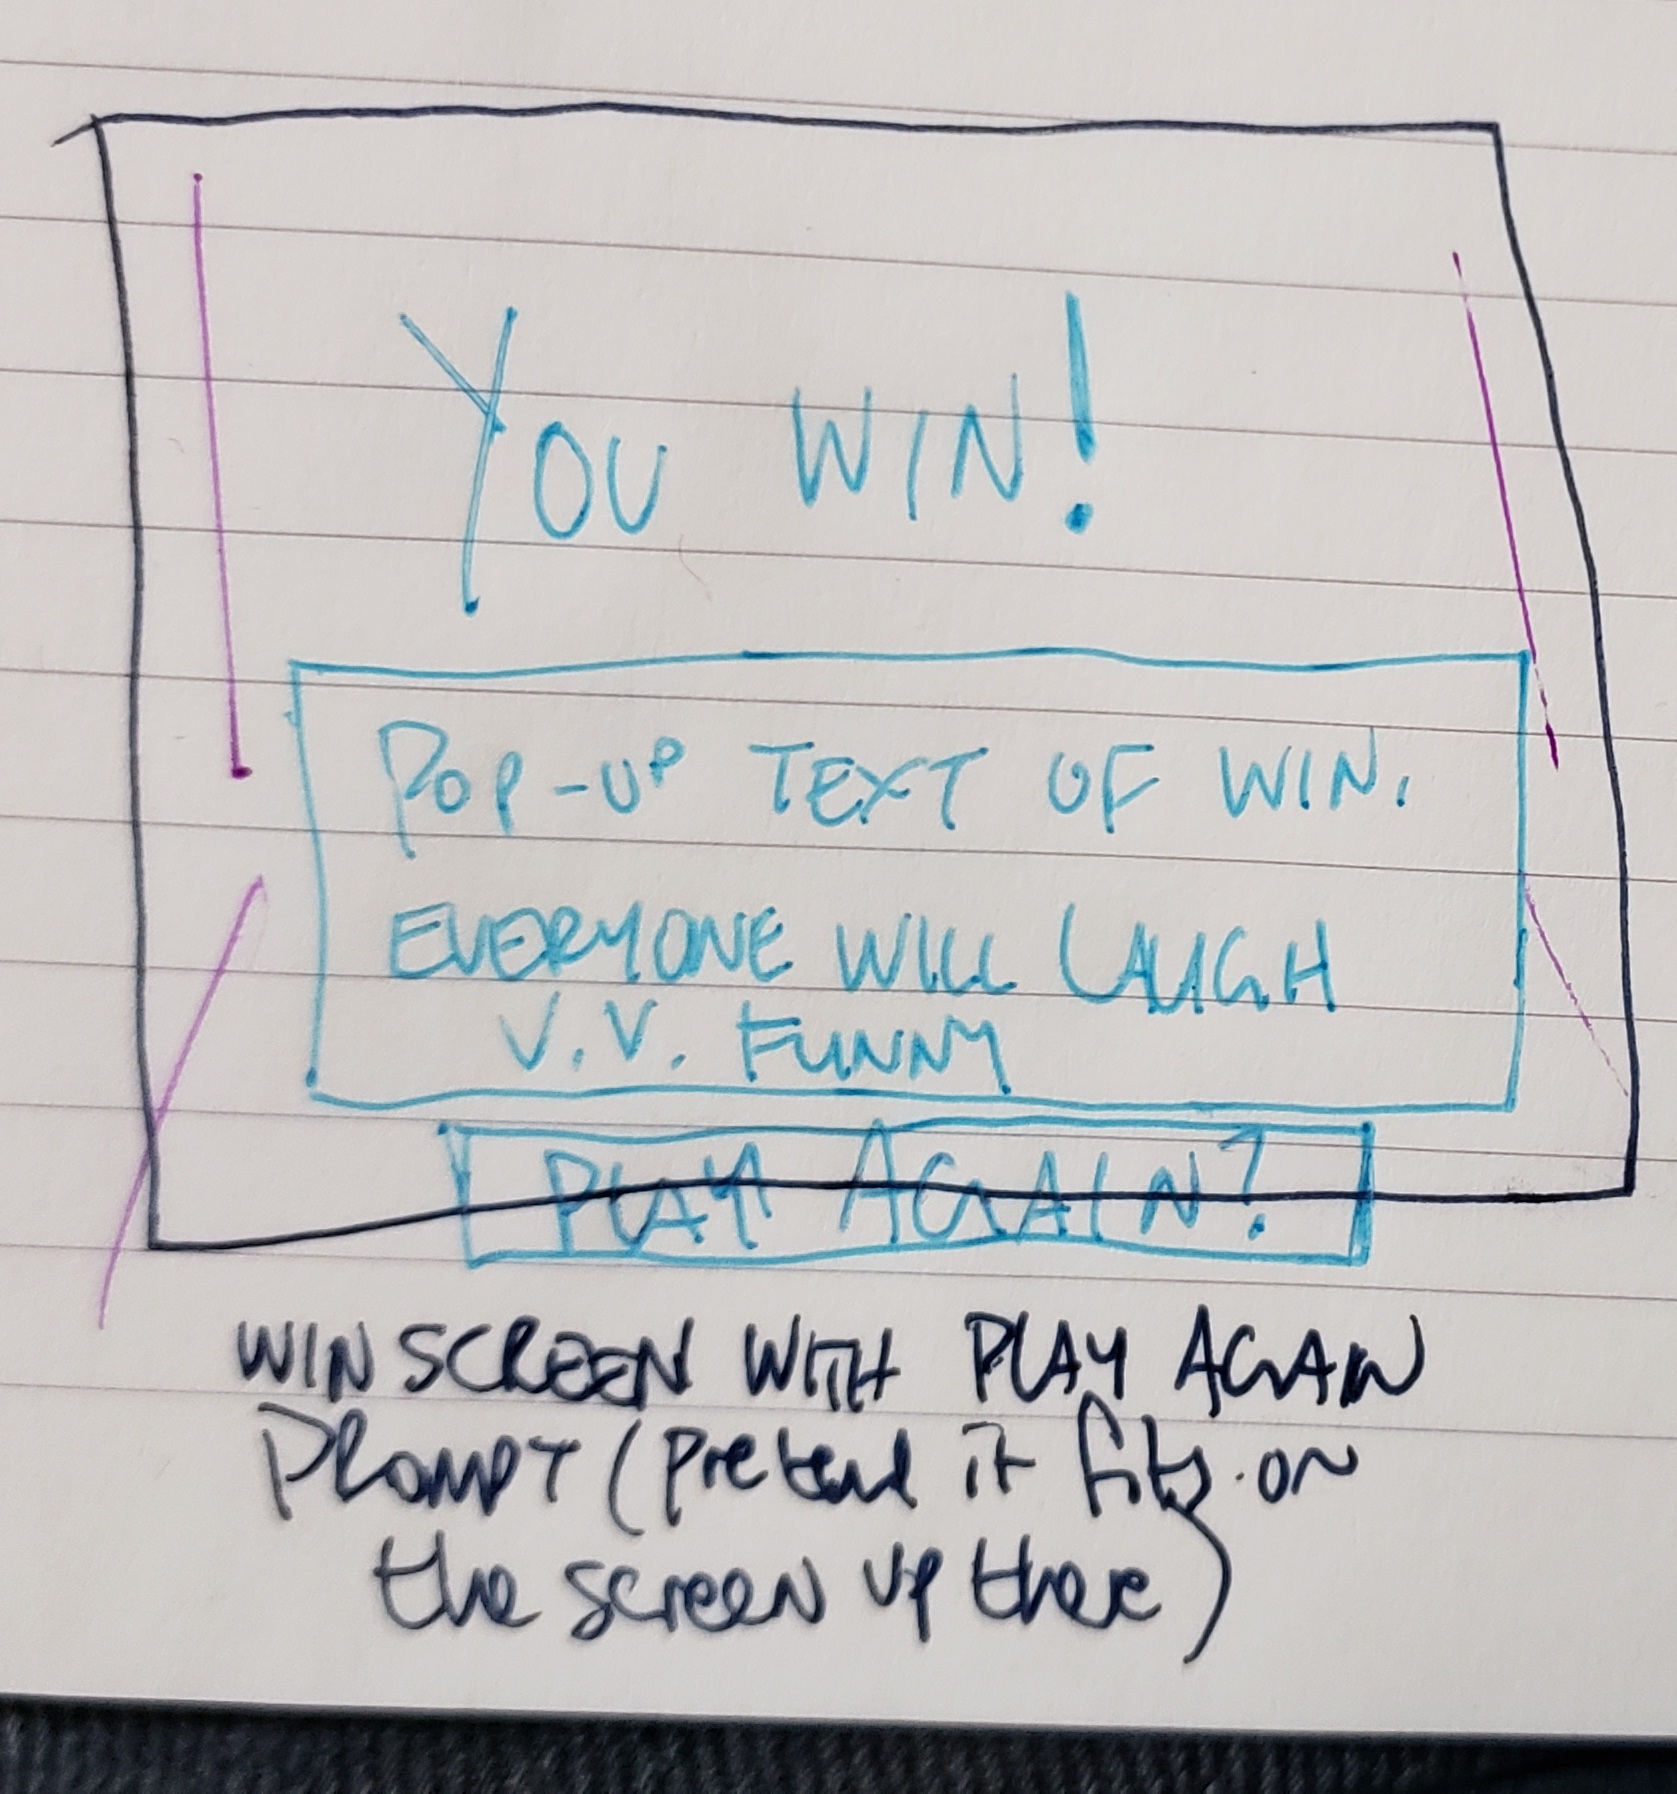 YOU WIN!
POP-UP TEXT OF WIN.
EVERYONE WILL LAUGH
V.V. FUNNY
PLAY AGAIN?
WIN SCREEN WITH PLAY AGAIN
PROMPT (pretend it fits on
the screen up there)